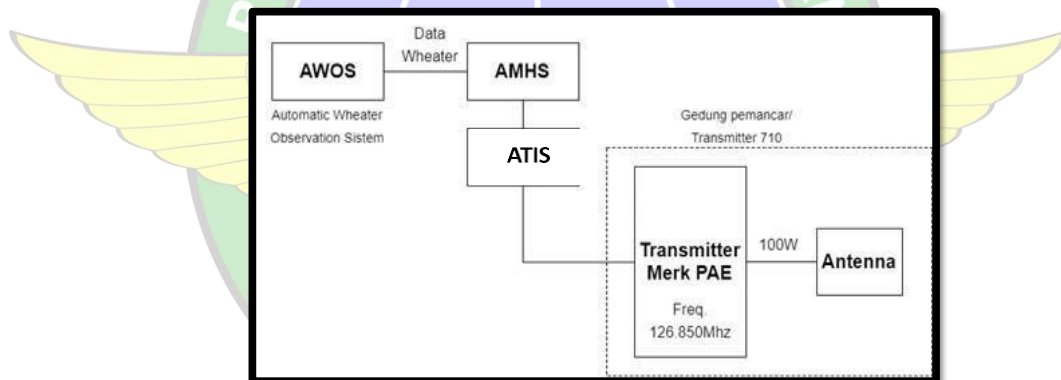 Data
Wheater
AWOS
AMHS
Automatic Wheater
Observation Sistem
ATIS
Gedung pemancar/
Transmitter 710
Transmitter
Merk PAE
Freq.
126.850Mhz
100W
Antenna